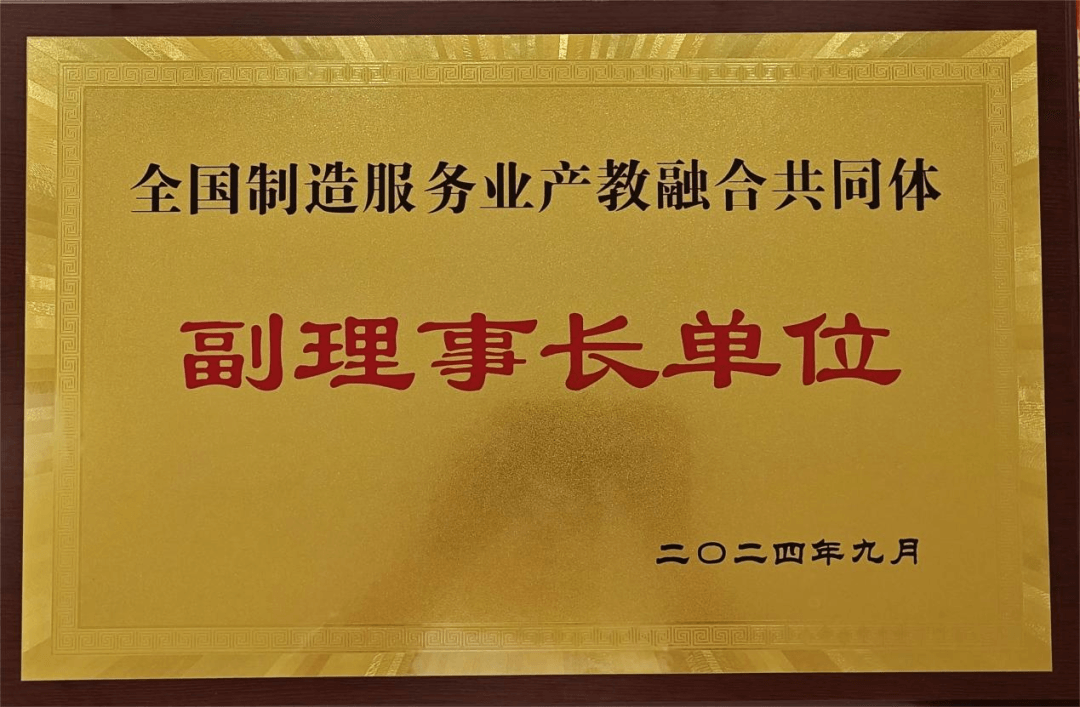 全国制造服务业产教融合共同体
副理事长单位
二〇二四年九月